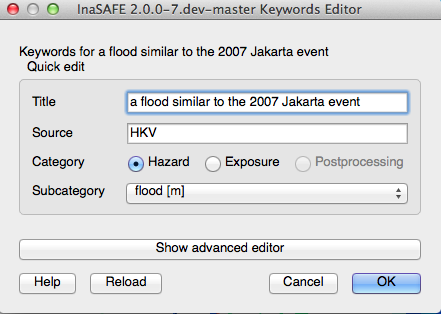 InaSAFE 2.0.0-7.dev-master Keywords Editor
Keywords for a flood similar to the 2007 Jakarta event
Quick edit
Title a flood similar to the 2007 Jakarta event
Source HKV
Category Hazard Exposure Postprocessing
Subcategory flood [m]
Show advanced editor
Help Reload Cancel OK